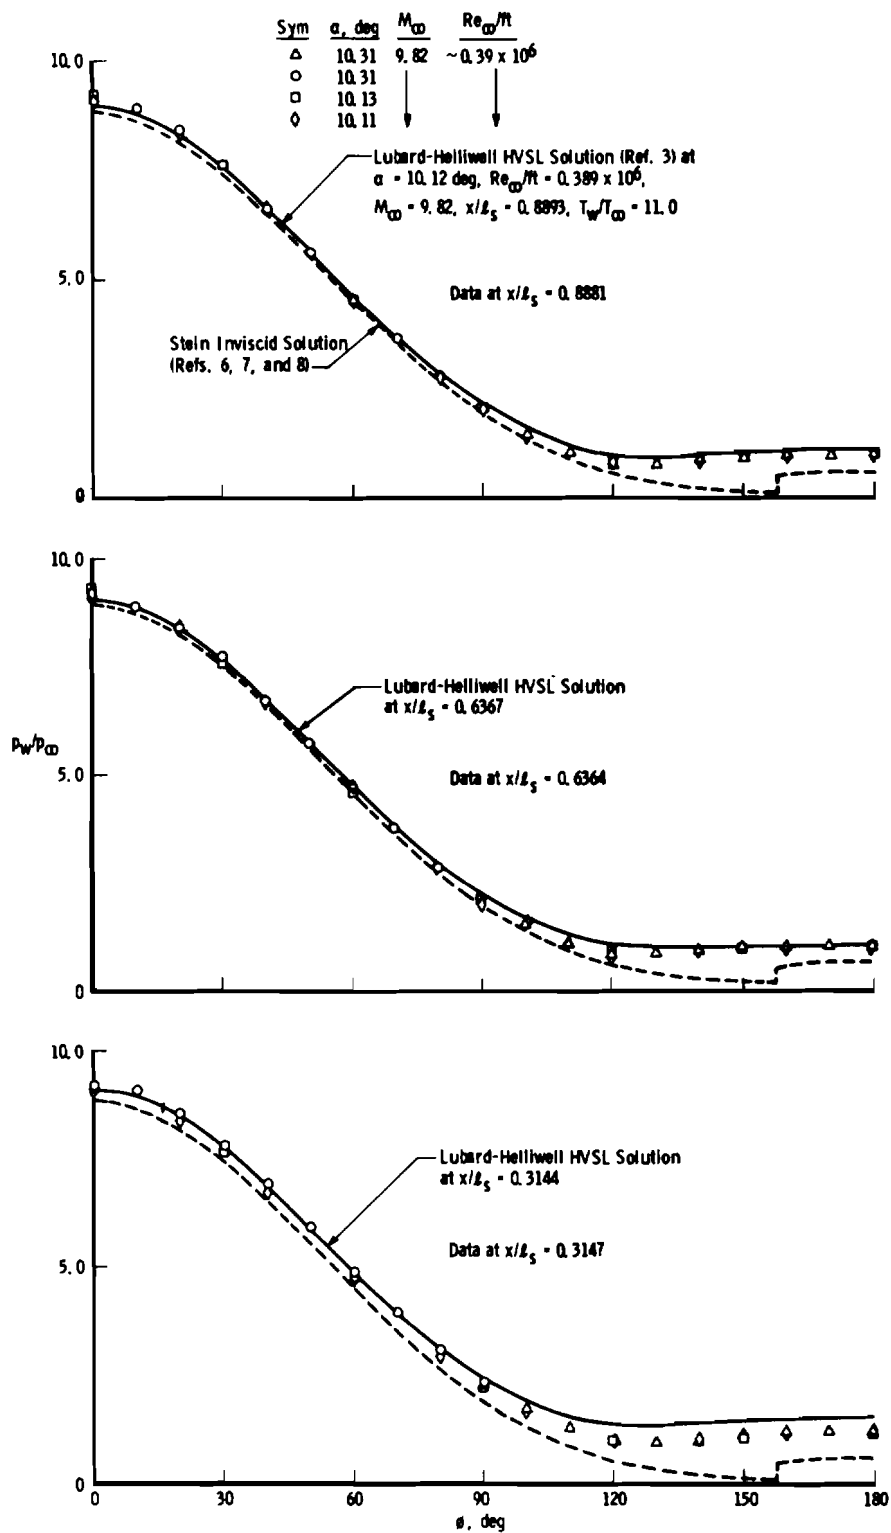 Sym α, deg M∞ Re∞/ft
△ 10.31 9.82 ~0.39 x 10⁶
○ 10.31
□ 10.13
◊ 10.11
10.0
Lubard-Helliwell HVSL Solution (Ref. 3) at
α = 10.12 deg, Re∞/ft = 0.389 x 10⁶,
M∞ = 9.82, x/ℓs = 0.8893, Tw/T∞ = 11.0
5.0
Data at x/ℓs = 0.8881
Stein Inviscid Solution
(Refs. 6, 7, and 8)
0
10.0
Lubard-Helliwell HVSL Solution
at x/ℓs = 0.6367
pw/p∞
5.0
Data at x/ℓs = 0.6364
0
10.0
Lubard-Helliwell HVSL Solution
at x/ℓs = 0.3144
Data at x/ℓs = 0.3147
5.0
0
0 30 60 90 120 150 180
ø, deg